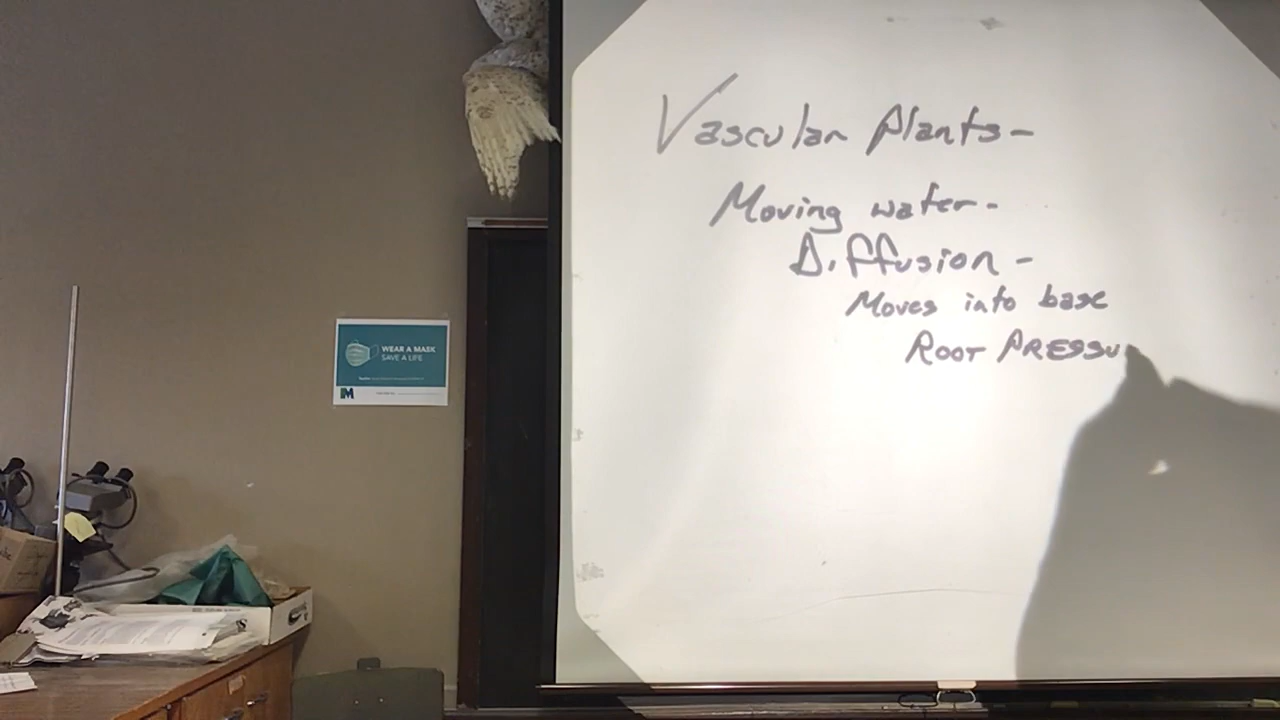 Vascular Plants-
Moving water-
Diffusion-
Moves into base
ROOT PRESSU
WEAR A MASK
SAVE A LIFE